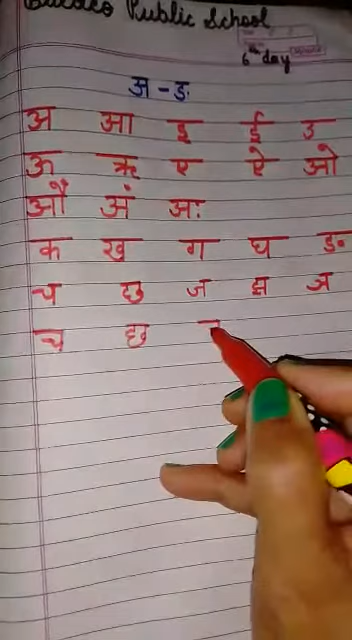 Public School
6th day
अ - ङ
अ आ इ ई उ
ऊ ऋ ए ऐ ओ
औ अं अः
क ख ग घ ङ
च छ ज झ ञ
च छ